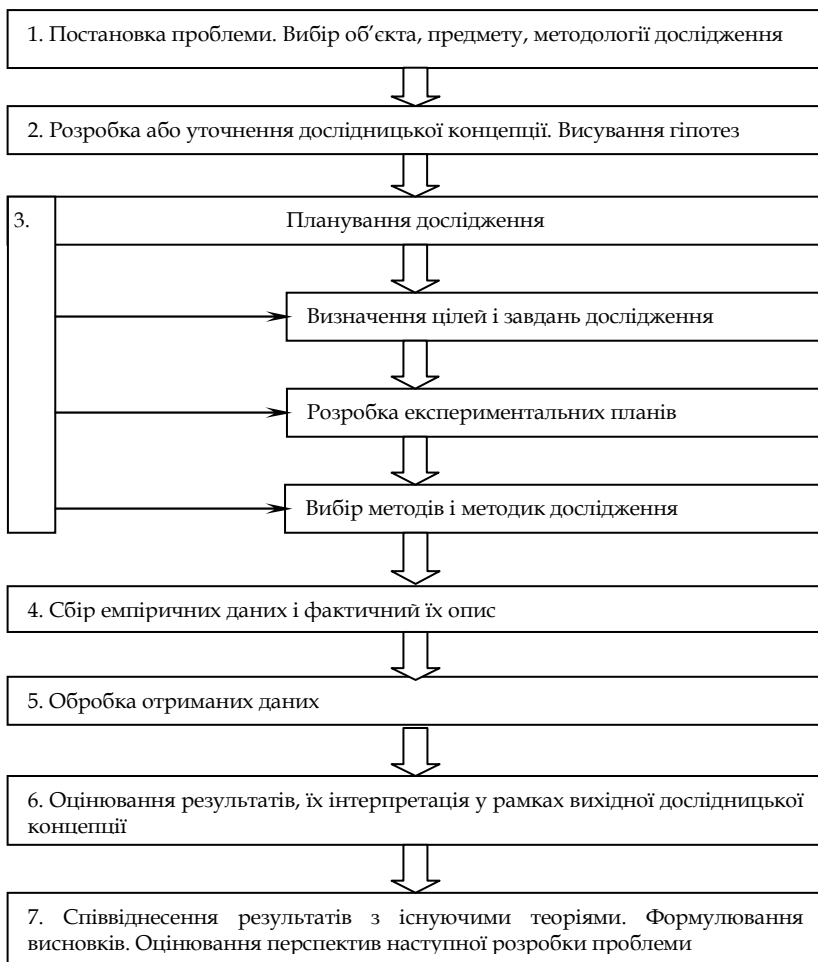 1. Постановка проблеми. Вибір об’єкта, предмету, методології дослідження
2. Розробка або уточнення дослідницької концепції. Висування гіпотез
3. Планування дослідження
Визначення цілей і завдань дослідження
Розробка експериментальних планів
Вибір методів і методик дослідження
4. Сбір емпіричних даних і фактичний їх опис
5. Обробка отриманих даних
6. Оцінювання результатів, їх інтерпретація у рамках вихідної дослідницької
концепції
7. Співвіднесення результатів з існуючими теоріями. Формулювання
висновків. Оцінювання перспектив наступної розробки проблеми